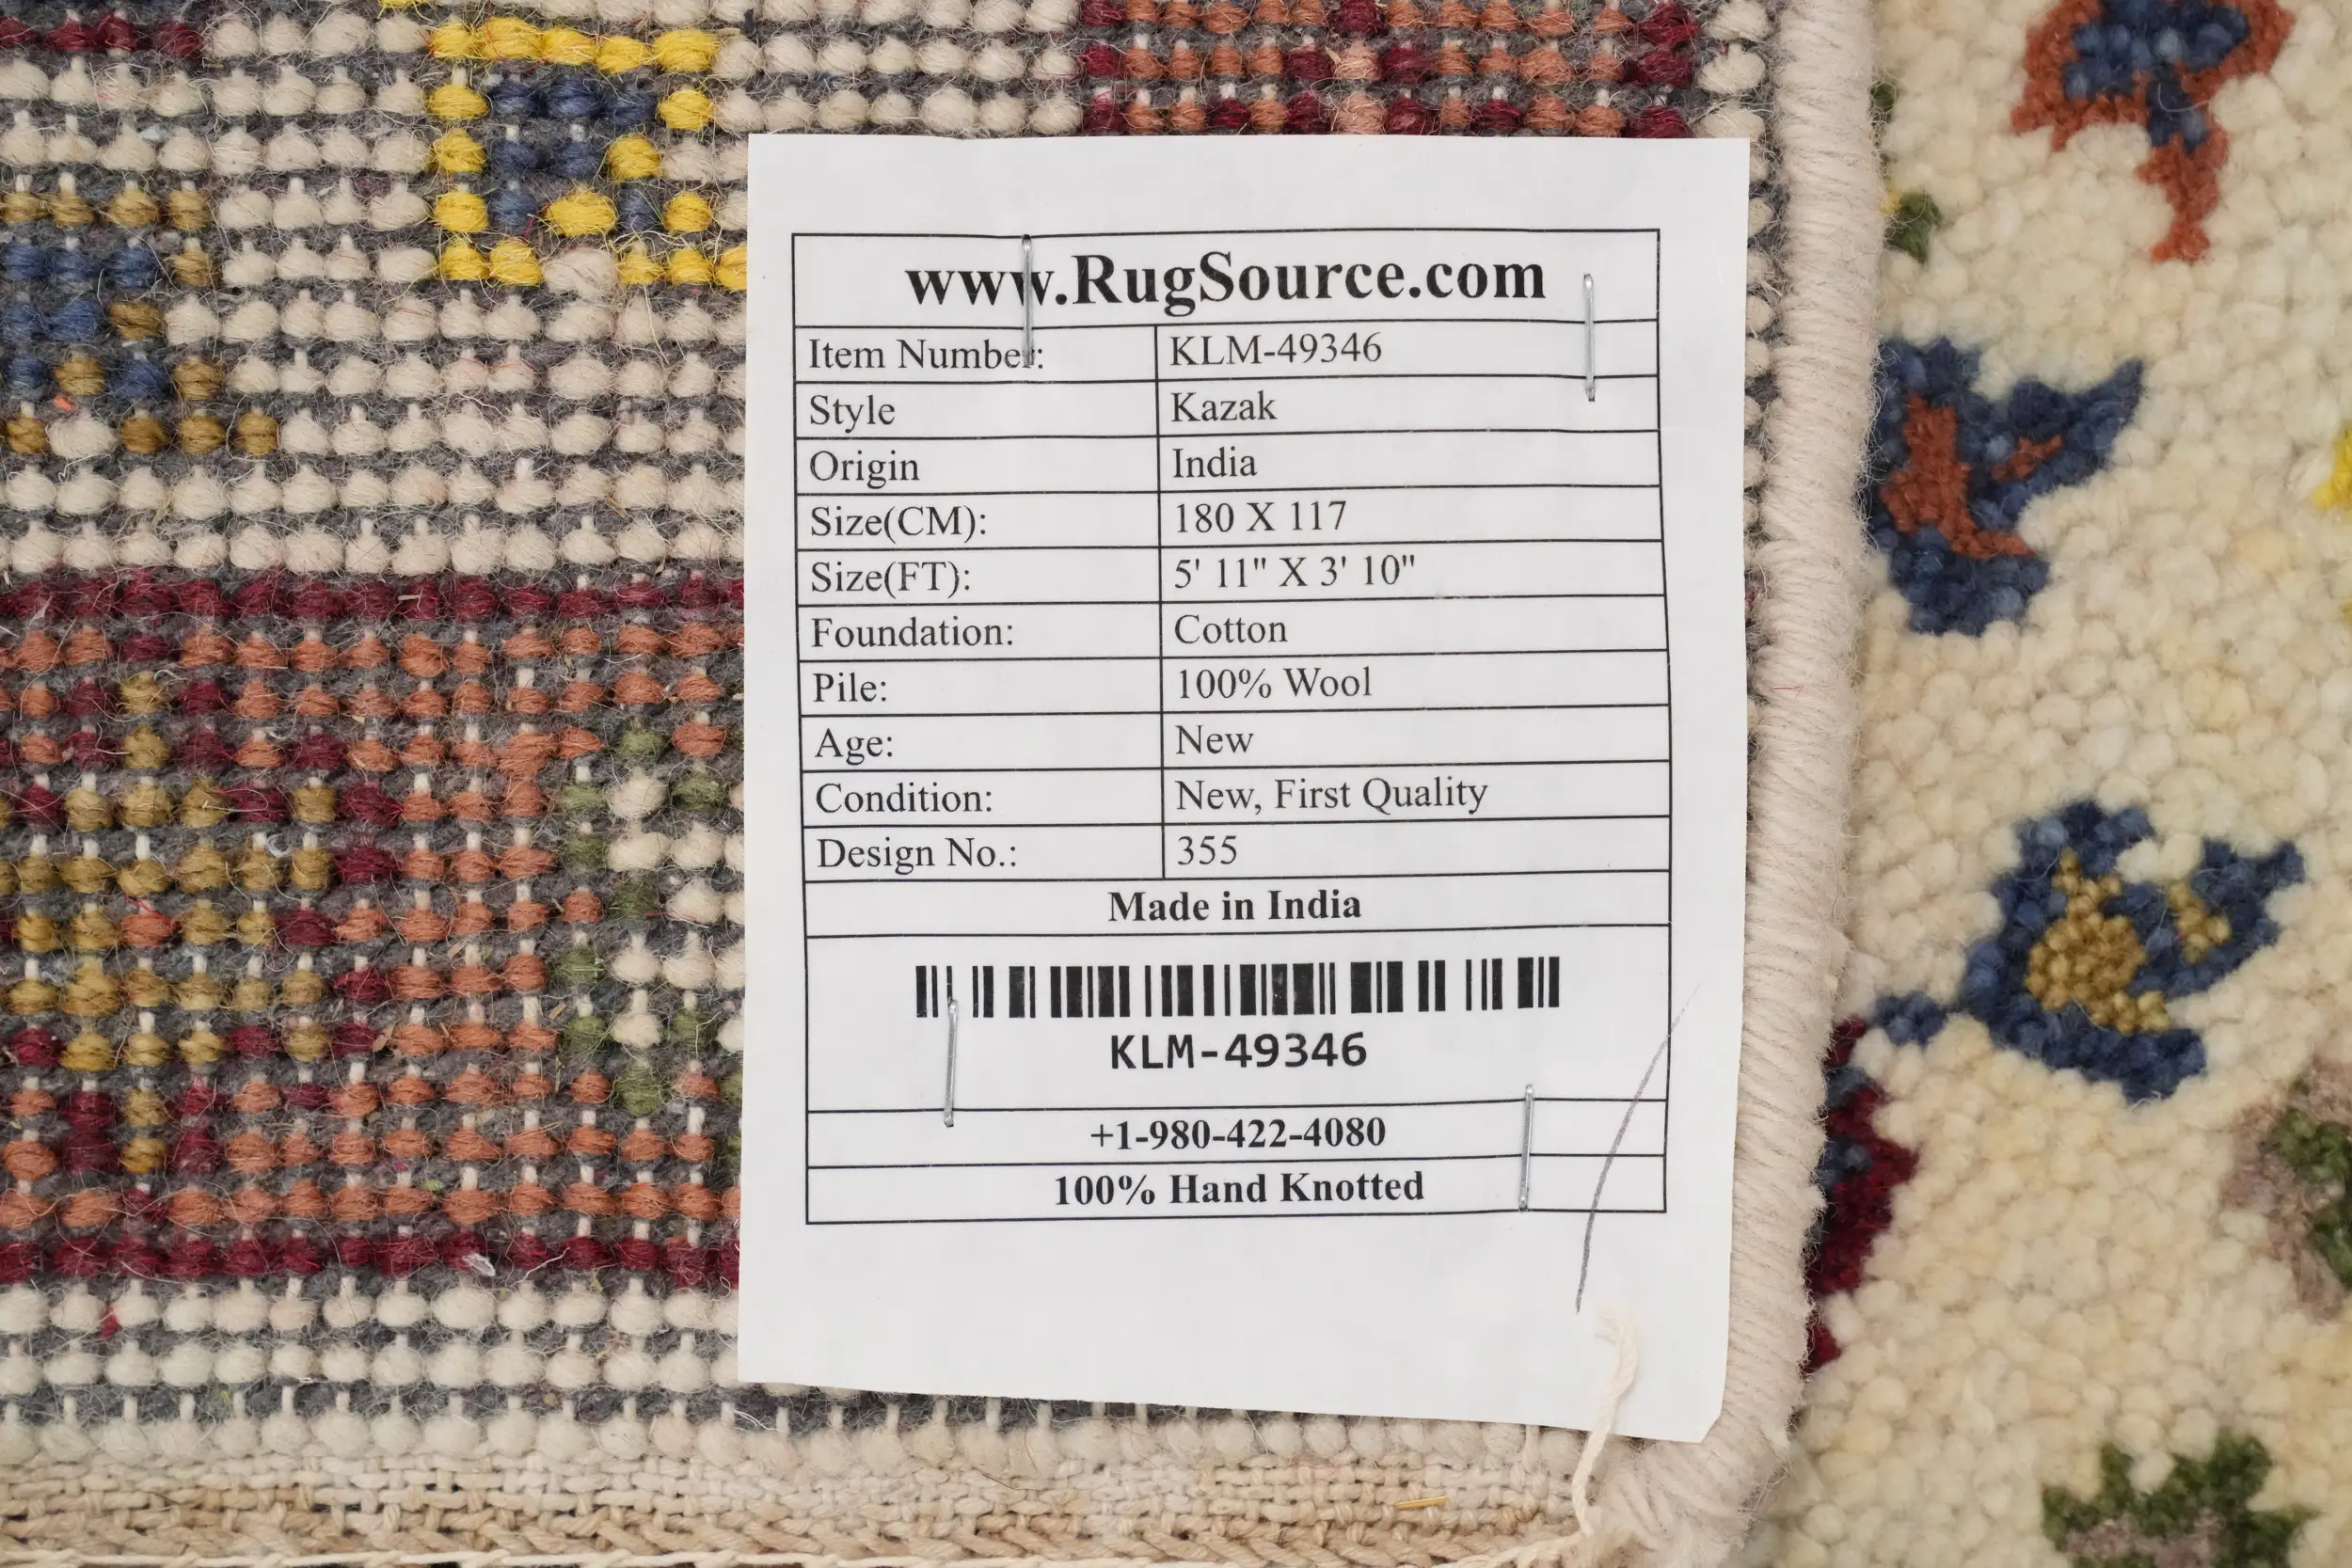 www.RugSource.com
Item Number: KLM-49346
Style Kazak
Origin India
Size(CM): 180 X 117
Size(FT): 5' 11" X 3' 10"
Foundation: Cotton
Pile: 100% Wool
Age: New
Condition: New, First Quality
Design No.: 355
Made in India
KLM-49346
+1-980-422-4080
100% Hand Knotted